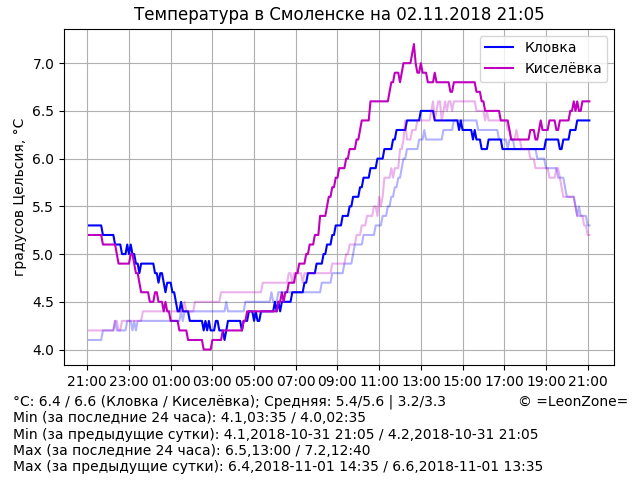 Температура в Смоленске на 02.11.2018 21:05
Кловка
Киселёвка
градусов Цельсия, °C
7.0
6.5
6.0
5.5
5.0
4.5
4.0
21:00 23:00 01:00 03:00 05:00 07:00 09:00 11:00 13:00 15:00 17:00 19:00 21:00
°C: 6.4 / 6.6 (Кловка / Киселёвка); Средняя: 5.4/5.6 | 3.2/3.3 © =LeonZone=
Min (за последние 24 часа): 4.1,03:35 / 4.0,02:35
Min (за предыдущие сутки): 4.1,2018-10-31 21:05 / 4.2,2018-10-31 21:05
Max (за последние 24 часа): 6.5,13:00 / 7.2,12:40
Max (за предыдущие сутки): 6.4,2018-11-01 14:35 / 6.6,2018-11-01 13:35